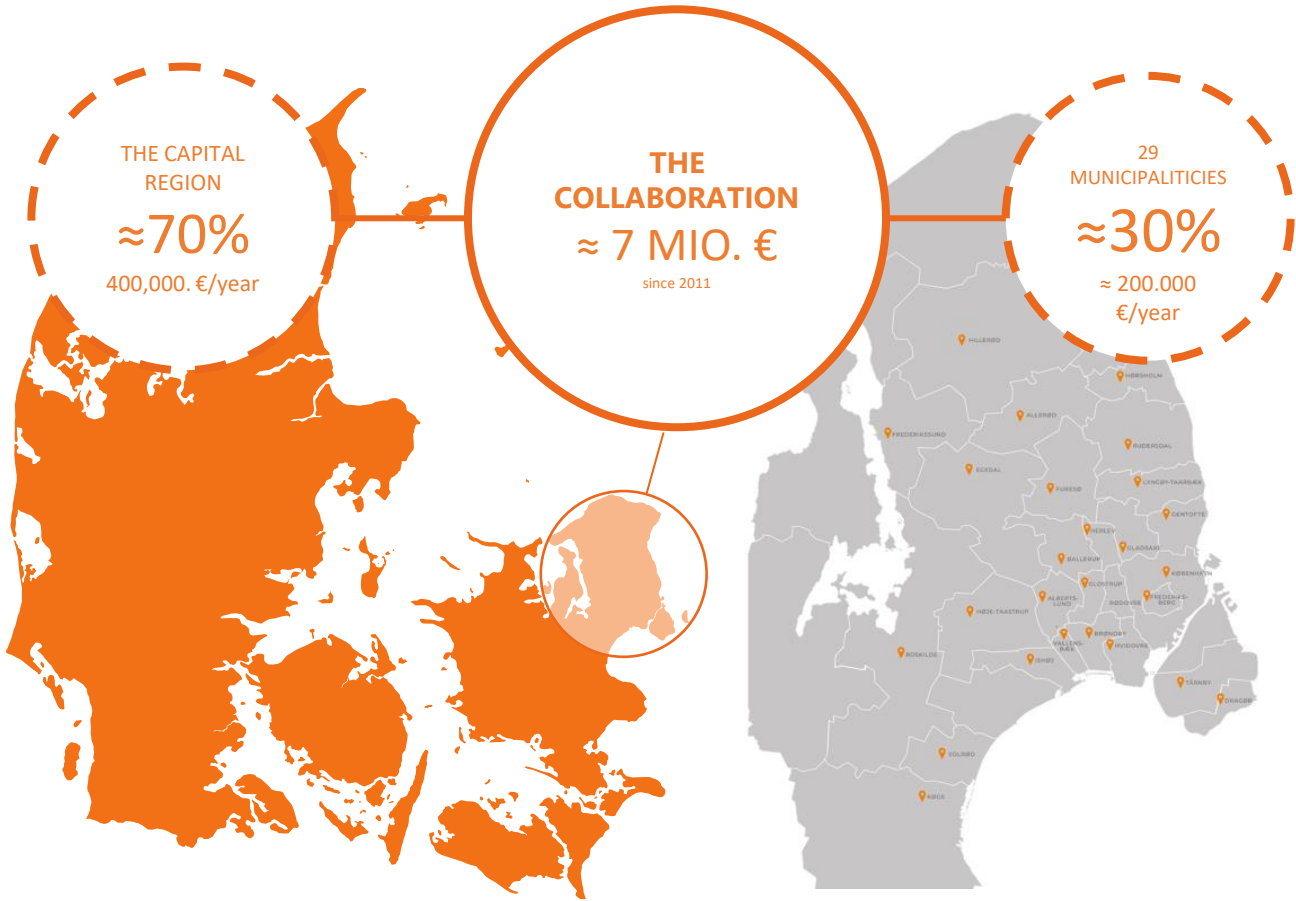 THE CAPITAL
REGION
≈70%
400,000. €/year
THE
COLLABORATION
≈ 7 MIO. €
since 2011
29
MUNICIPALITICIES
≈30%
≈ 200.000
€/year
HILLERØD
HØRSHOLM
ALLERØD
FREDERIKSSUND
RUDERSDAL
EGEDAL
LYNGBY-TAARBÆK
FURESØ
GENTOFTE
HERLEV
GLADSAXE
BALLERUP
KØBENHAVN
GLOSTRUP
ALBERTS-
LUND
RØDOVRE
FREDERIKS-
BERG
HØJE-TAASTRUP
VALLENS-
BÆK
BRØNDBY
HVIDOVRE
ROSKILDE
ISHØJ
TÅRNBY
DRAGØR
SOLRØD
KØGE